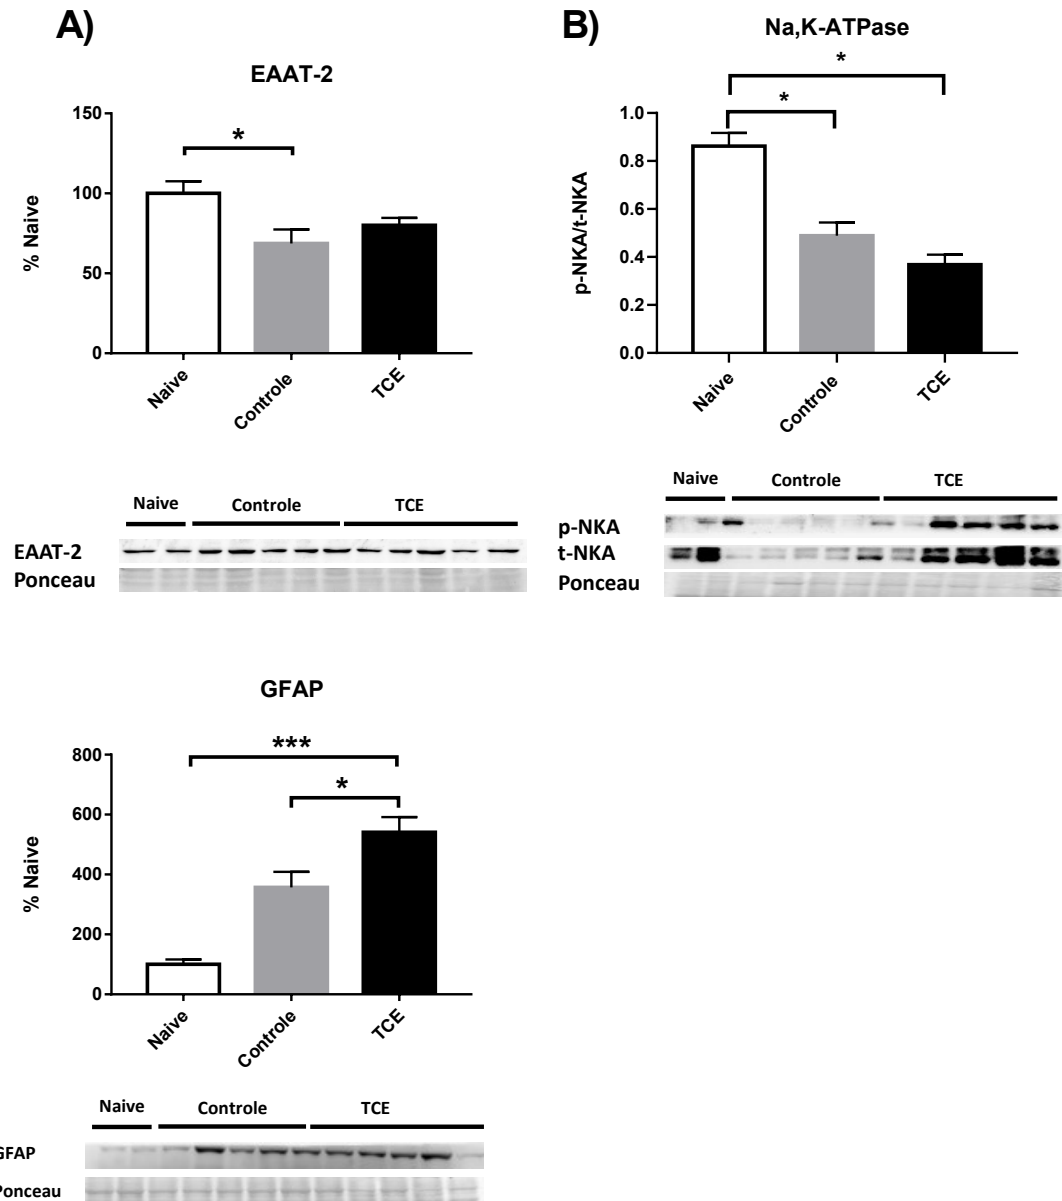 A)
EAAT-2
150
100
50
0
% Naive
*
Naive
Controle
TCE
Naive Controle TCE
EAAT-2
Ponceau
B)
Na,K-ATPase
*
*
1.0
0.8
0.6
0.4
0.2
0.0
p-NKA/t-NKA
Naive
Controle
TCE
Naive Controle TCE
p-NKA
t-NKA
Ponceau
GFAP
***
*
800
600
400
200
0
% Naive
Naive
Controle
TCE
Naive Controle TCE
GFAP
Ponceau